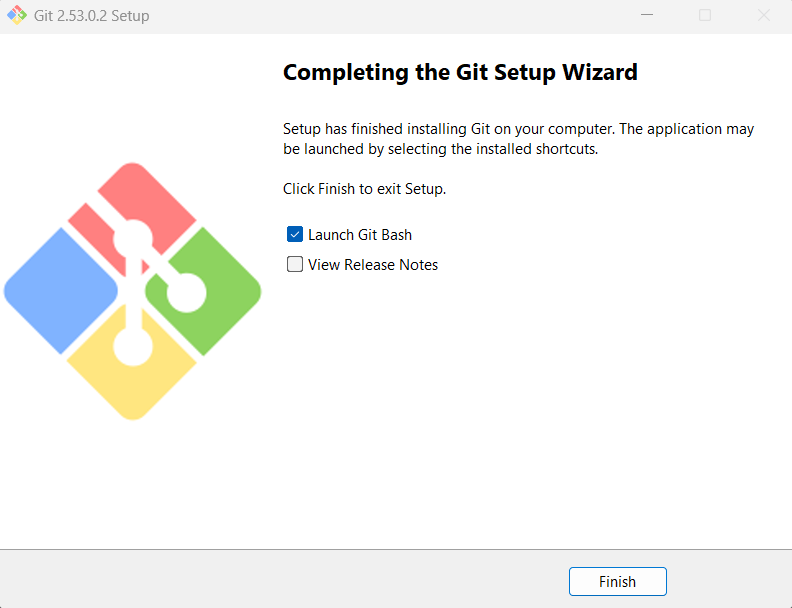 Git 2.53.0.2 Setup
Completing the Git Setup Wizard
Setup has finished installing Git on your computer. The application may
be launched by selecting the installed shortcuts.
Click Finish to exit Setup.
Launch Git Bash
View Release Notes
Finish